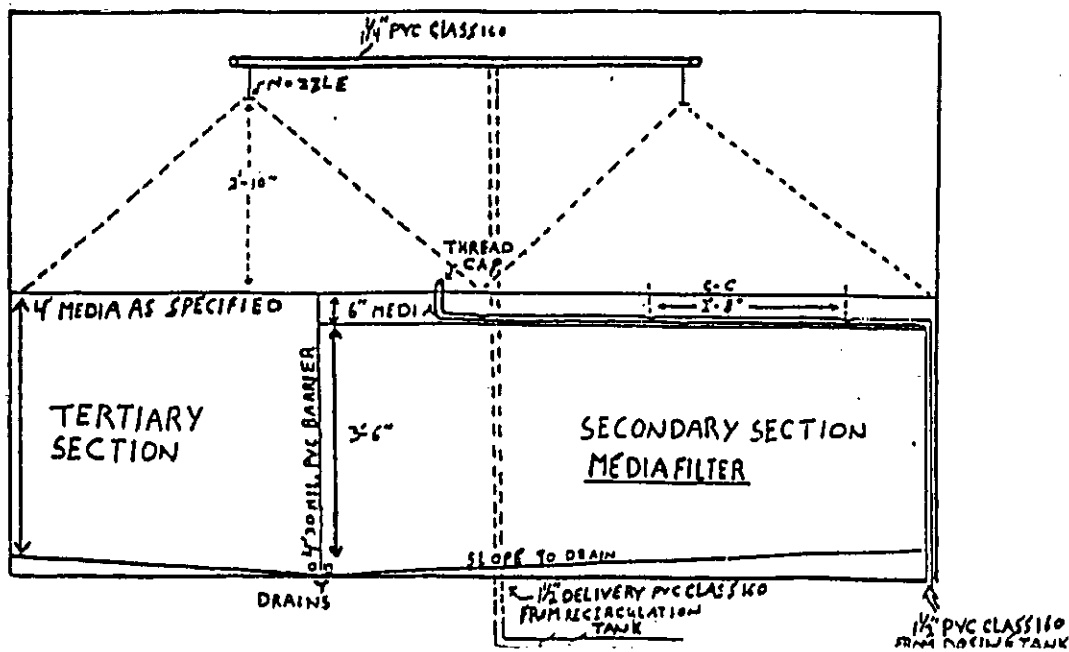 1¼" PVC CLASS 160
NOZZLE
2'-10"
THREAD
CAP
C-C
4' MEDIA AS SPECIFIED
6" MEDIA
TERTIARY
SECTION
4' 30 MIL. PVC BARRIER
3'-6"
SECONDARY SECTION
MEDIA FILTER
SLOPE TO DRAIN
DRAINS
1½" DELIVERY PVC CLASS 160
FROM RECIRCULATION
TANK
1½" PVC CLASS 160
FROM DOSING TANK